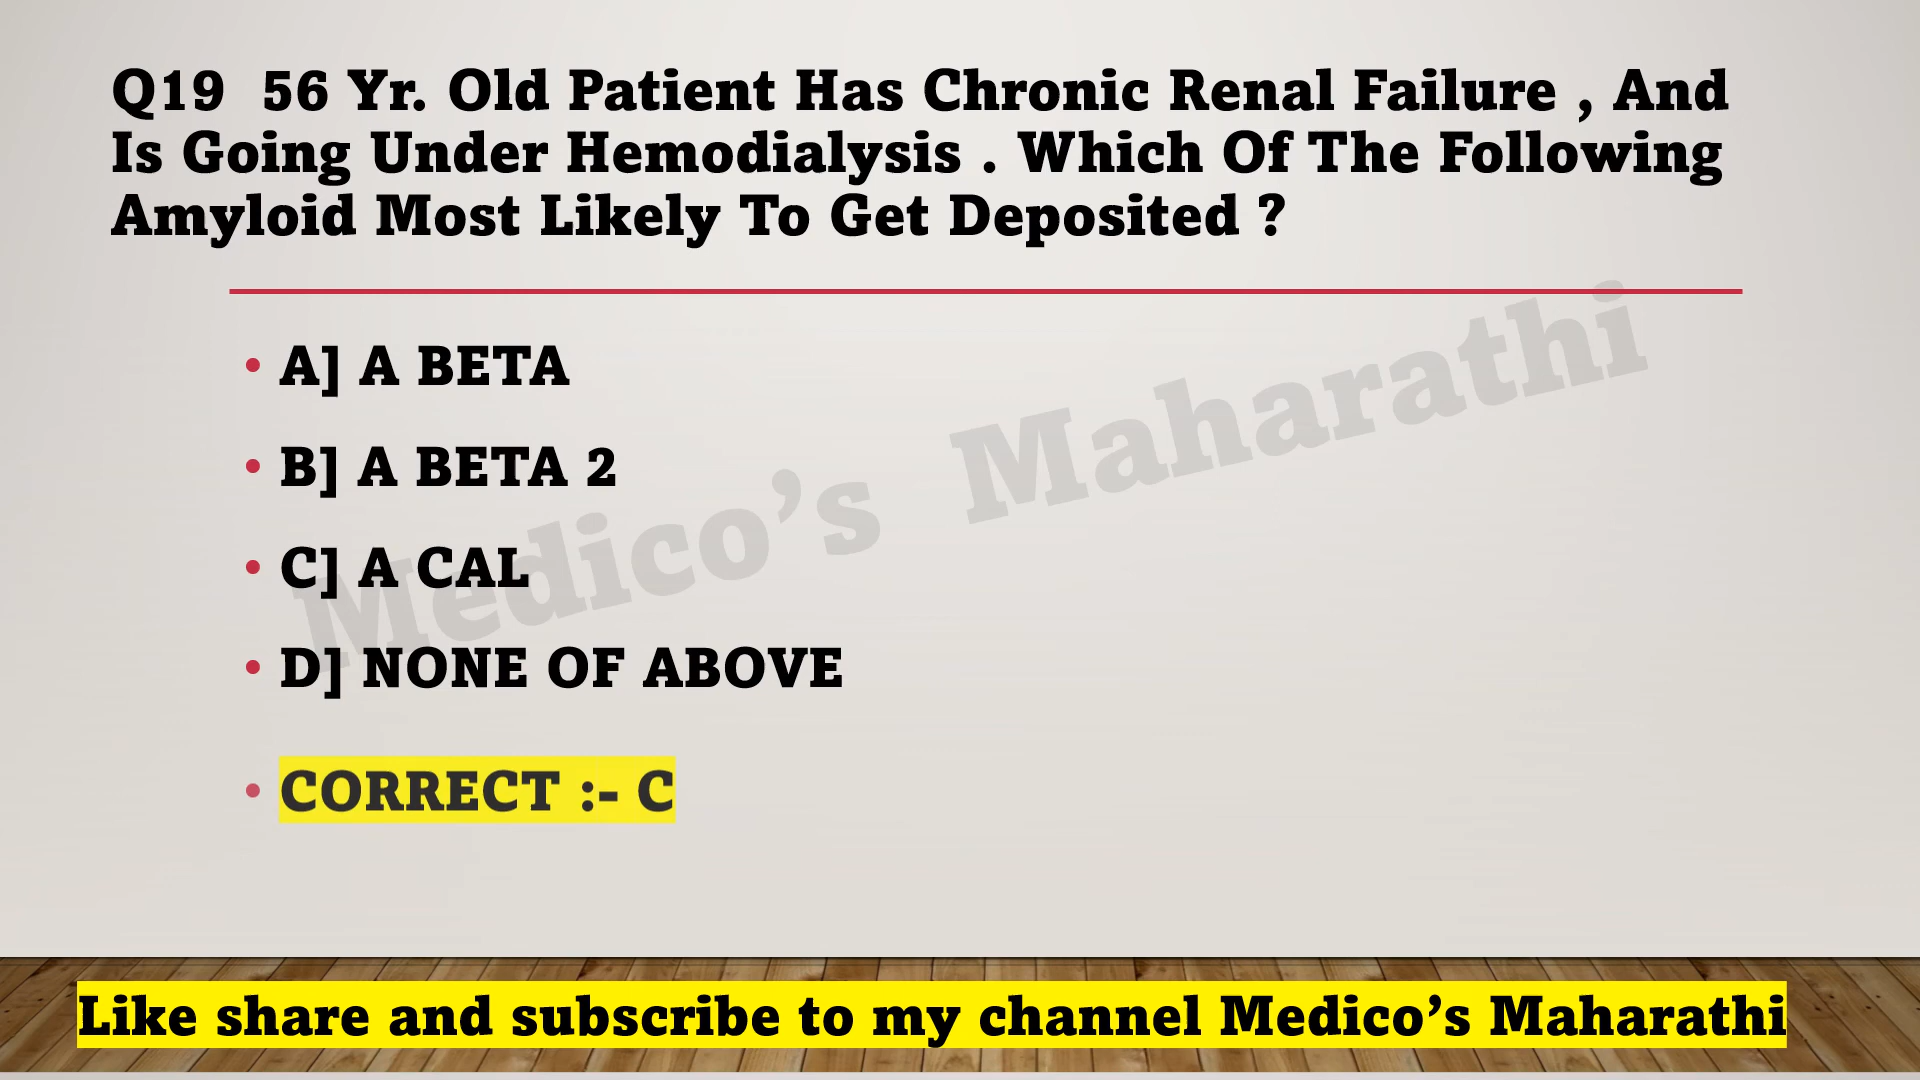 Q19 56 Yr. Old Patient Has Chronic Renal Failure , And
Is Going Under Hemodialysis . Which Of The Following
Amyloid Most Likely To Get Deposited ?
• A] A BETA
• B] A BETA 2
• C] A CAL
• D] NONE OF ABOVE
• CORRECT :- C
Medico’s Maharathi
Like share and subscribe to my channel Medico’s Maharathi